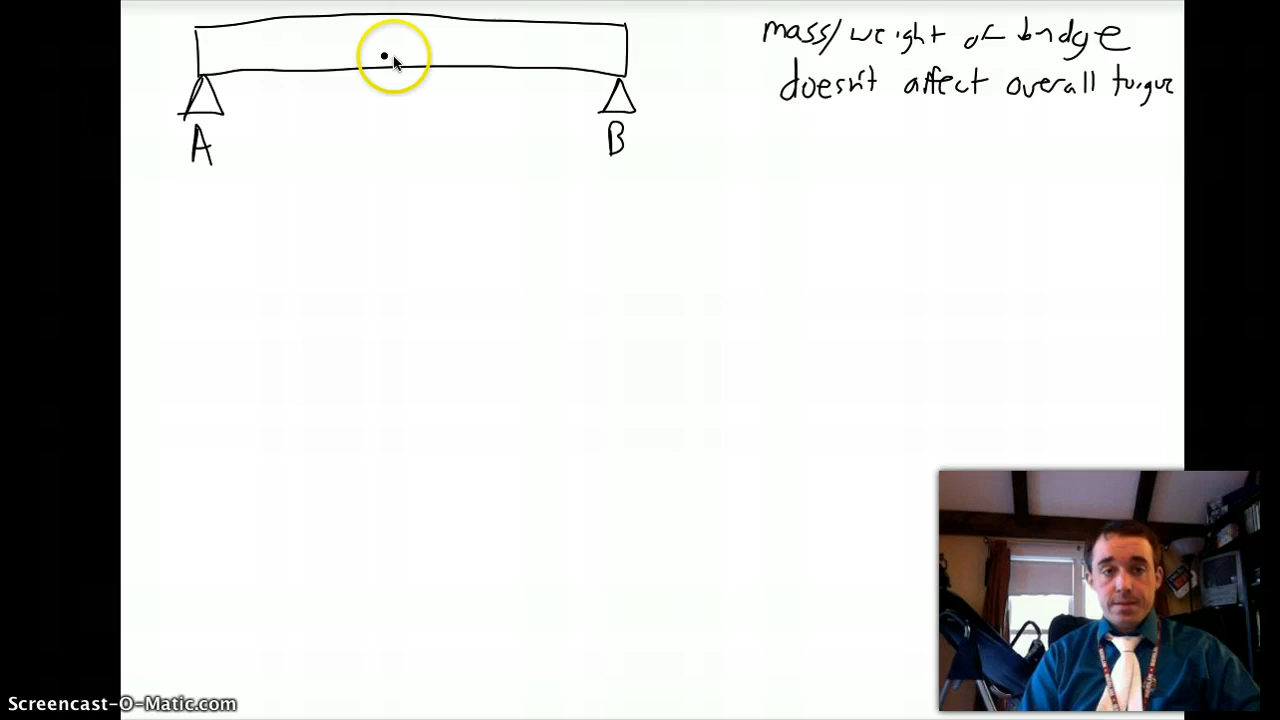 mass/weight of bridge
doesn't affect overall torque
A
B
Screencast-O-Matic.com